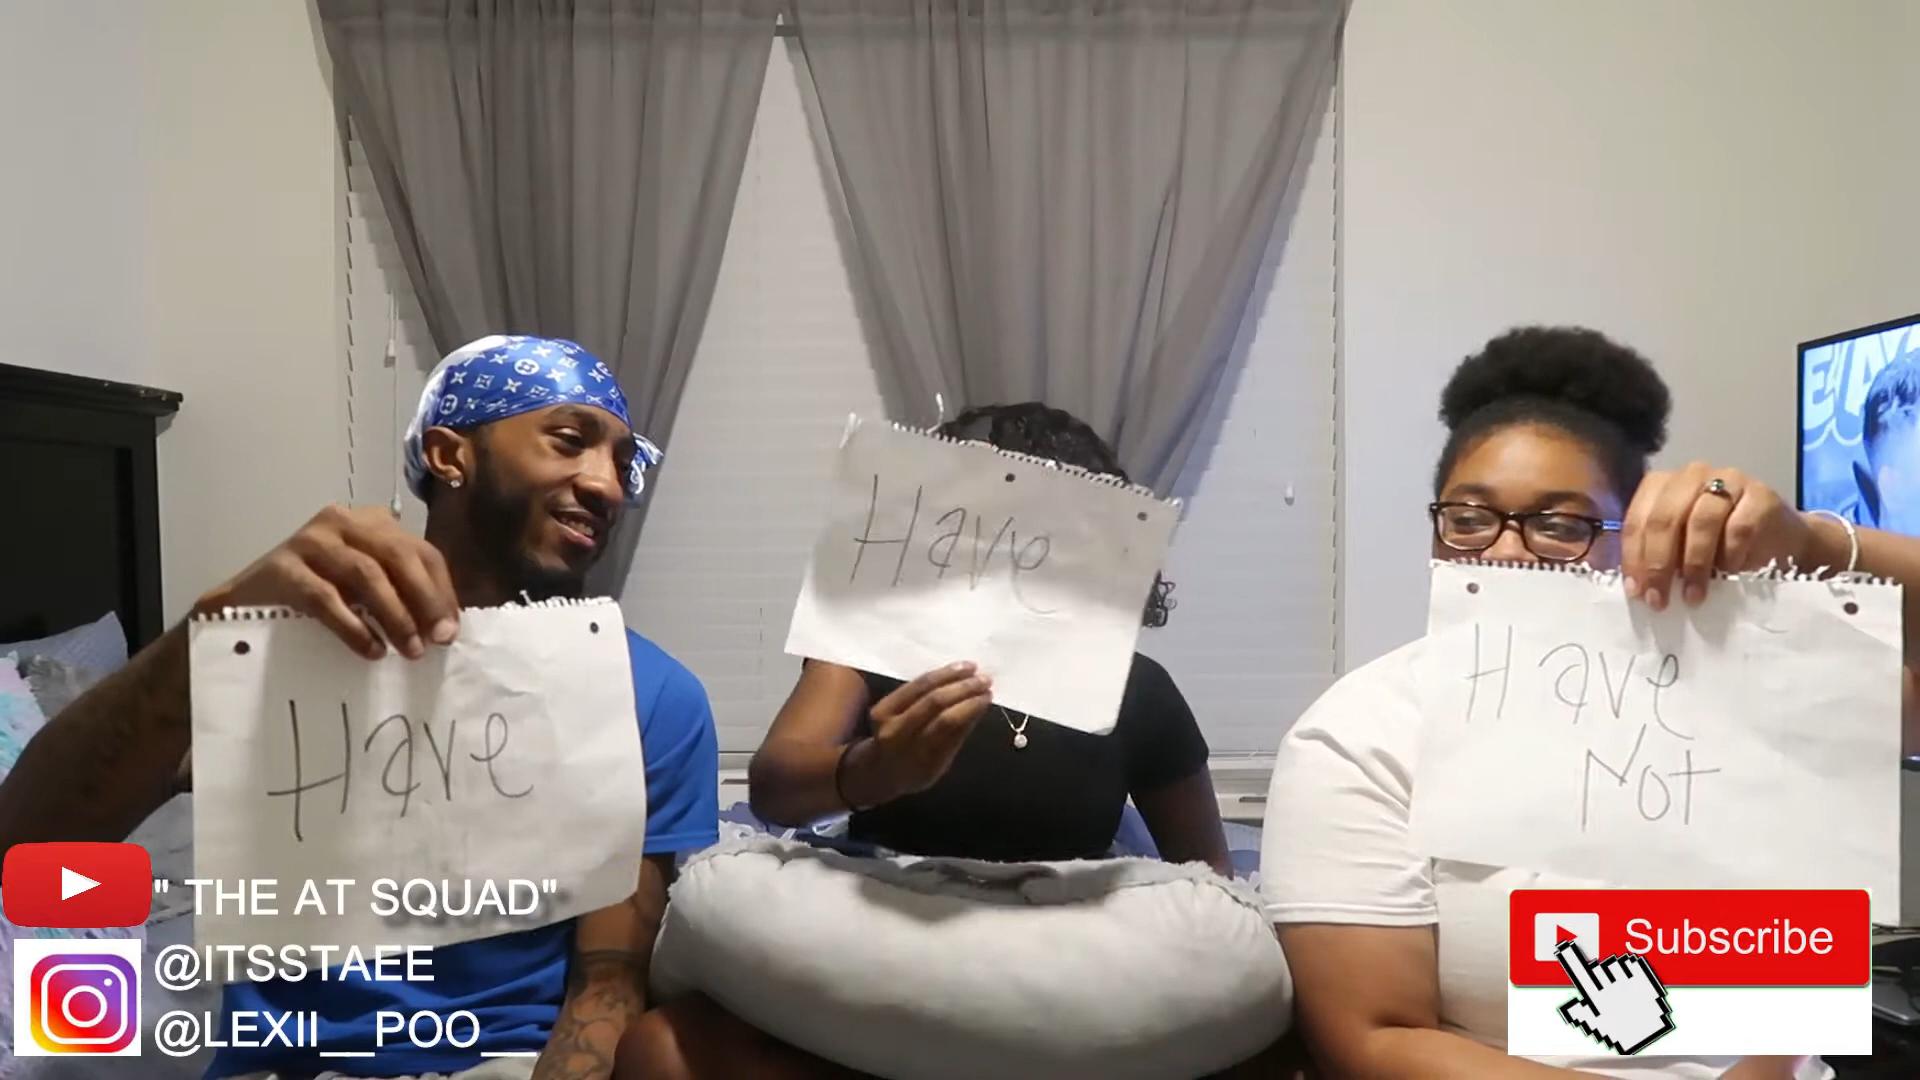 Have
Have
Have
Not
" THE AT SQUAD"
@ITSSTAEE
@LEXII__POO__
Subscribe